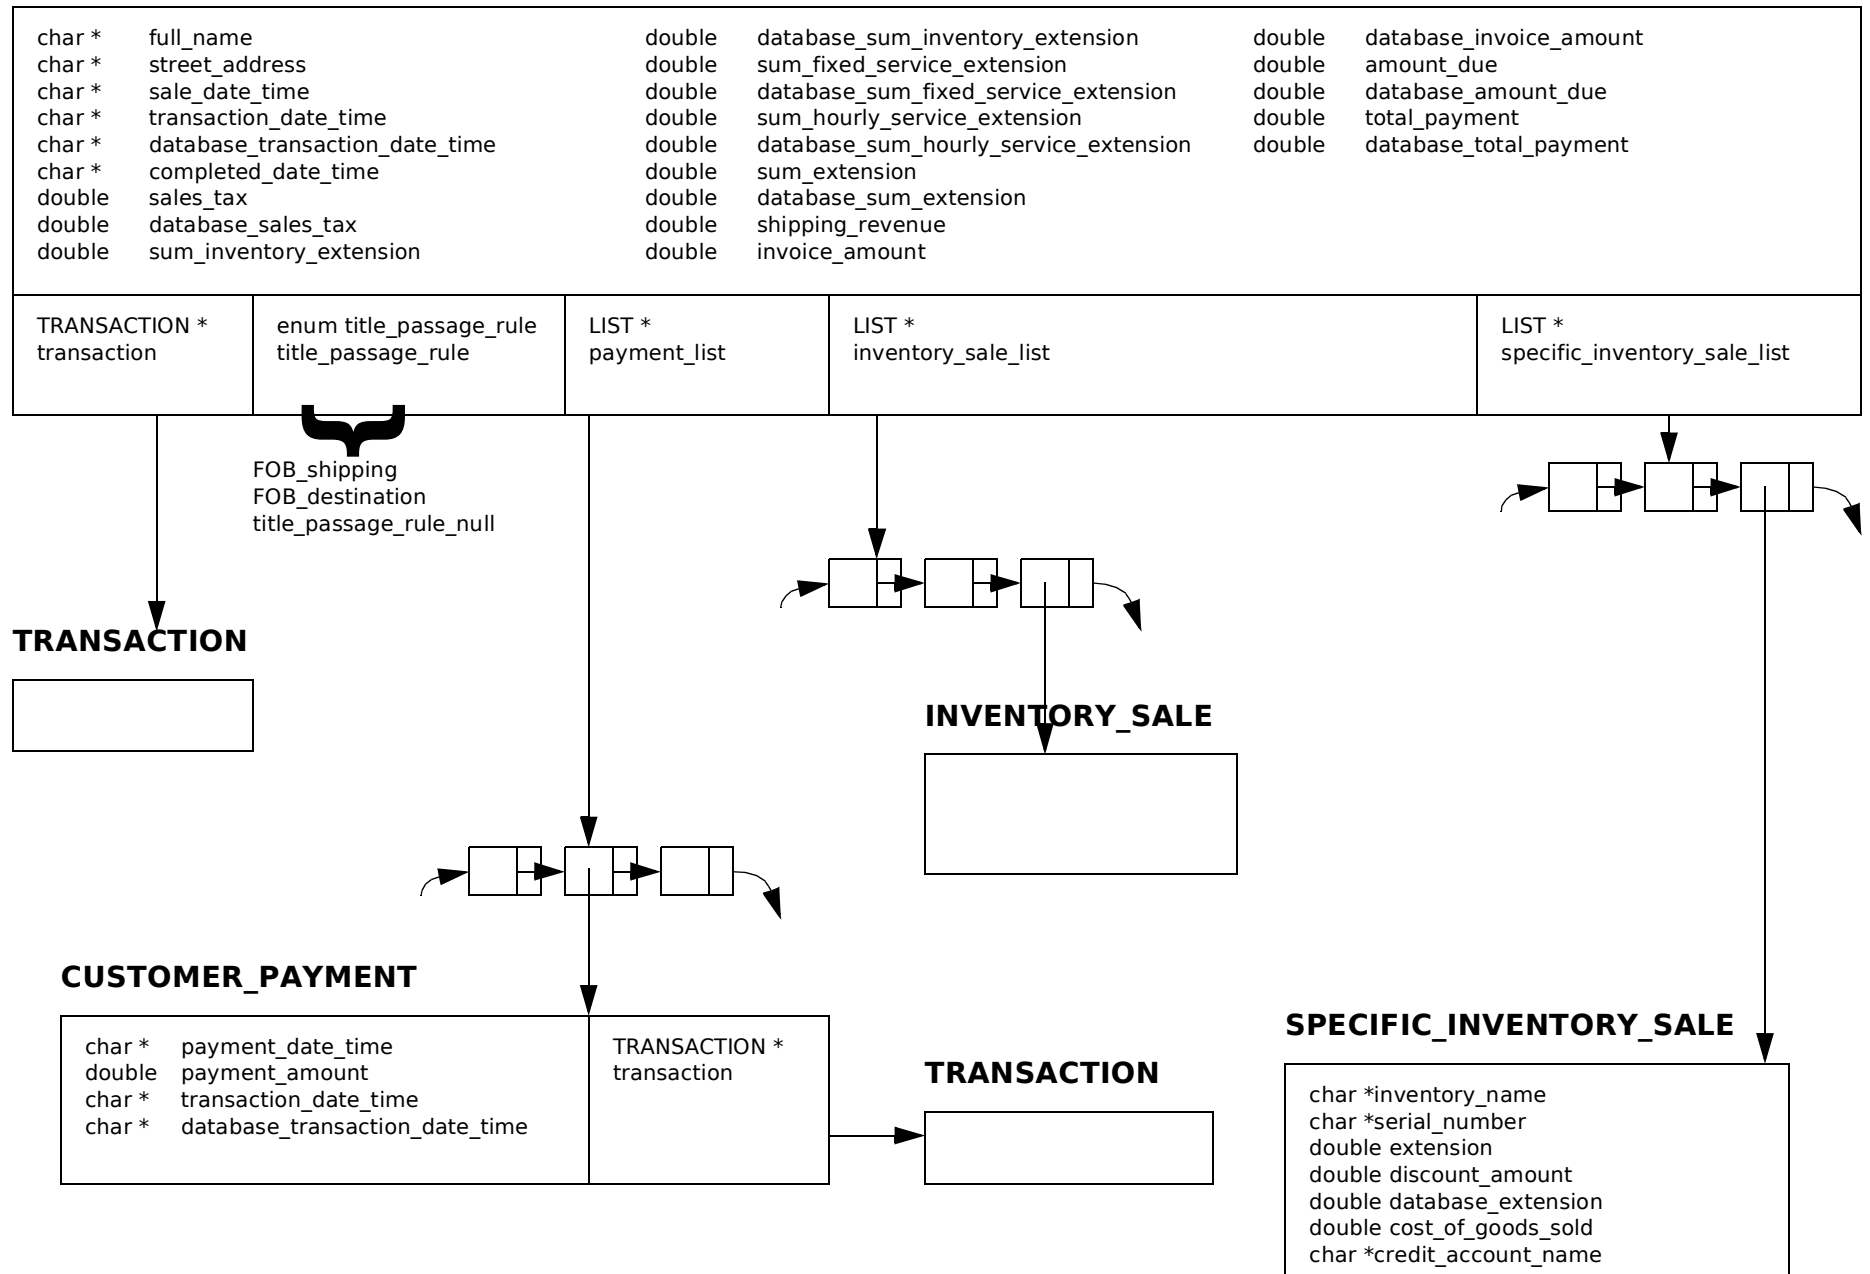 char * full_name
char * street_address
char * sale_date_time
char * transaction_date_time
char * database_transaction_date_time
char * completed_date_time
double sales_tax
double database_sales_tax
double sum_inventory_extension
double database_sum_inventory_extension
double sum_fixed_service_extension
double database_sum_fixed_service_extension
double sum_hourly_service_extension
double database_sum_hourly_service_extension
double sum_extension
double database_sum_extension
double shipping_revenue
double invoice_amount
double database_invoice_amount
double amount_due
double database_amount_due
double total_payment
double database_total_payment
TRANSACTION *
transaction
enum title_passage_rule
title_passage_rule
LIST *
payment_list
LIST *
inventory_sale_list
LIST *
specific_inventory_sale_list
FOB_shipping
FOB_destination
title_passage_rule_null
TRANSACTION
INVENTORY_SALE
CUSTOMER_PAYMENT
char * payment_date_time
double payment_amount
char * transaction_date_time
char * database_transaction_date_time
TRANSACTION *
transaction
TRANSACTION
SPECIFIC_INVENTORY_SALE
char *inventory_name
char *serial_number
double extension
double discount_amount
double database_extension
double cost_of_goods_sold
char *credit_account_name